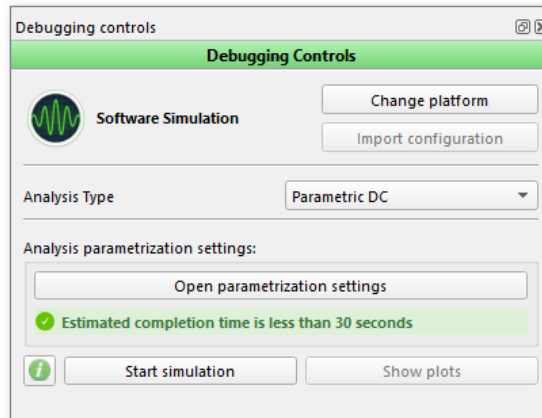 Debugging controls
Debugging Controls
Software Simulation
Change platform
Import configuration
Analysis Type
Parametric DC
Analysis parametrization settings:
Open parametrization settings
Estimated completion time is less than 30 seconds
Start simulation
Show plots